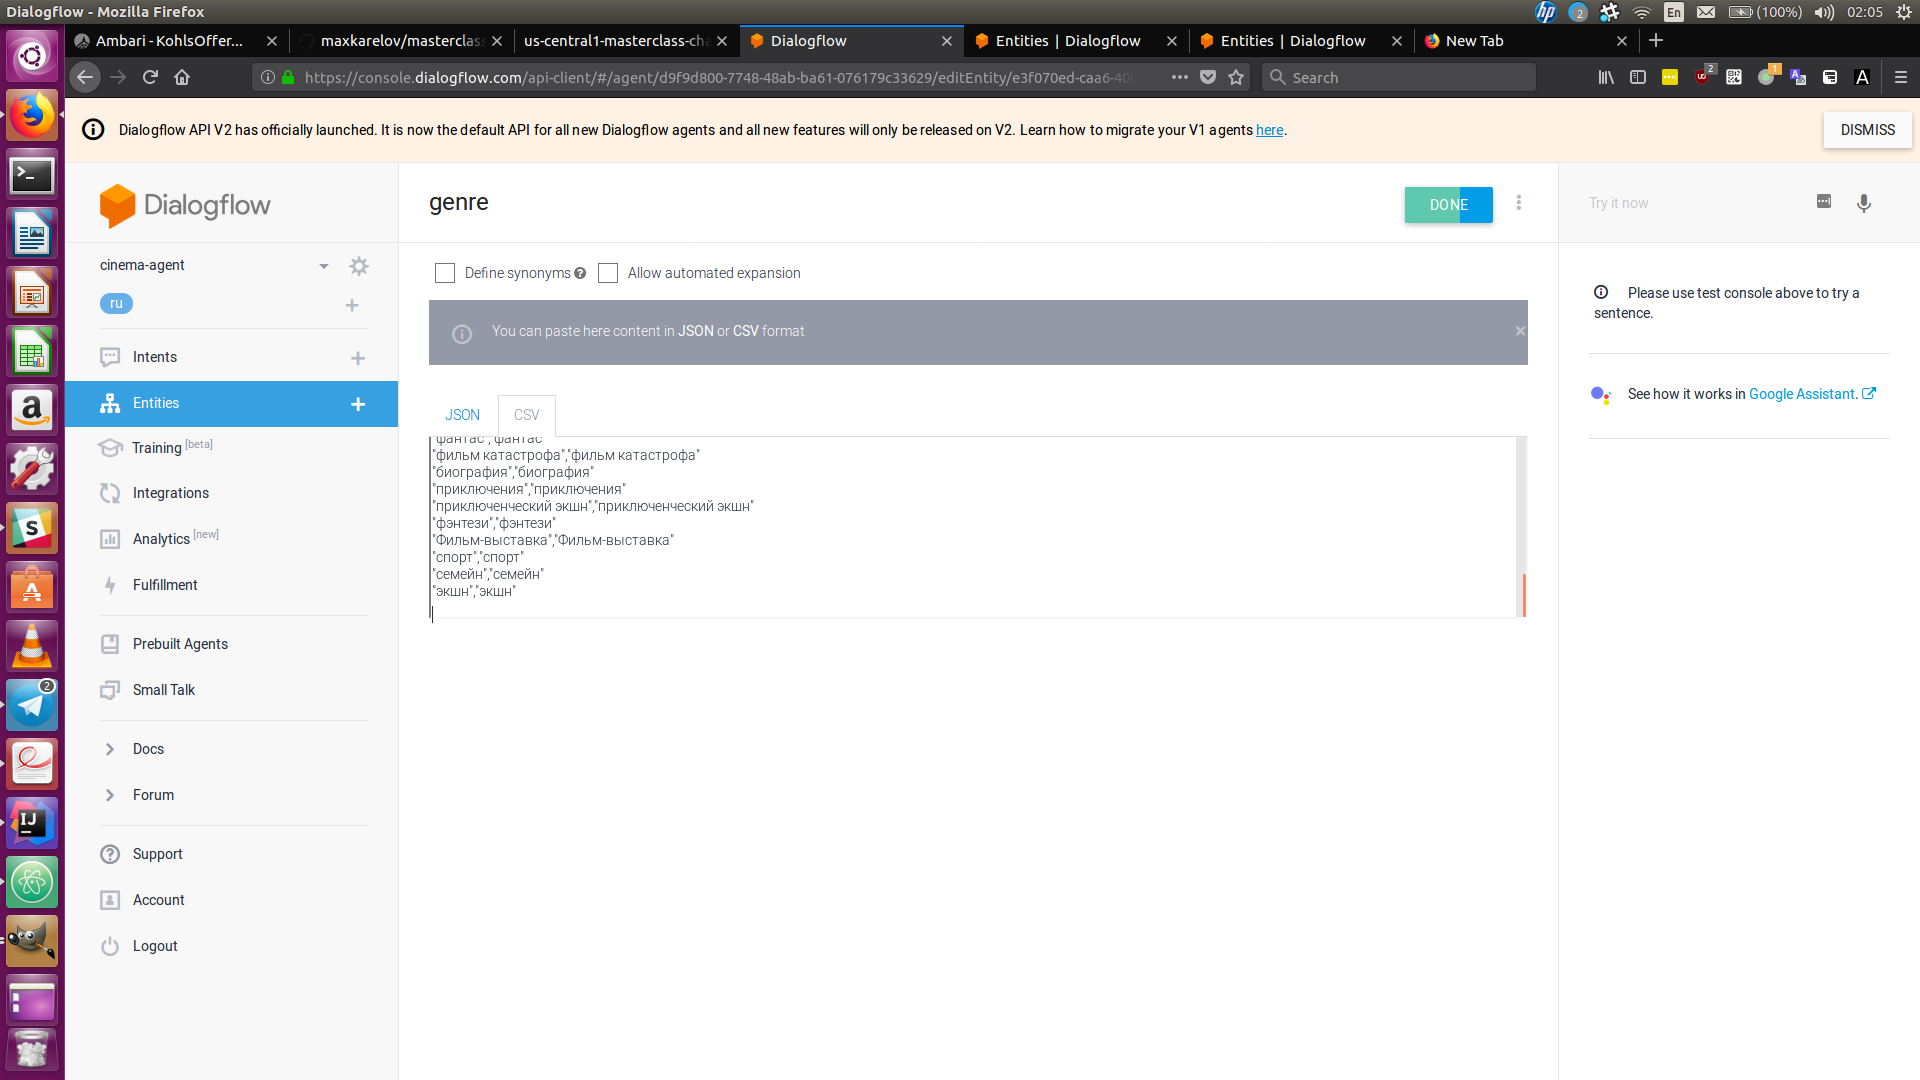 Dialogflow - Mozilla Firefox
2
En
(100%)
02:05
Ambari - KohlsOffer...
maxkarelov/masterclas
us-central1-masterclass-cha
Dialogflow
Entities | Dialogflow
Entities | Dialogflow
New Tab
https://console.dialogflow.com/api-client/#/agent/d9f9d800-7748-48ab-ba61-076179c33629/editEntity/e3f070ed-caa6-40
Search
2
1
Dialogflow API V2 has officially launched. It is now the default API for all new Dialogflow agents and all new features will only be released on V2. Learn how to migrate your V1 agents here.
DISMISS
Dialogflow
genre
DONE
Try it now
cinema-agent
ru
Define synonyms
Allow automated expansion
You can paste here content in JSON or CSV format
Please use test console above to try a
sentence.
Intents
Entities
Training [beta]
Integrations
Analytics [new]
Fulfillment
Prebuilt Agents
Small Talk
Docs
Forum
Support
Account
Logout
JSON
CSV
"фантас","фантас"
"фильм катастрофа","фильм катастрофа"
"биография","биография"
"приключения","приключения"
"приключенческий экшн","приключенческий экшн"
"фэнтези","фэнтези"
"Фильм-выставка","Фильм-выставка"
"спорт","спорт"
"семейн","семейн"
"экшн","экшн"
See how it works in Google Assistant.
2